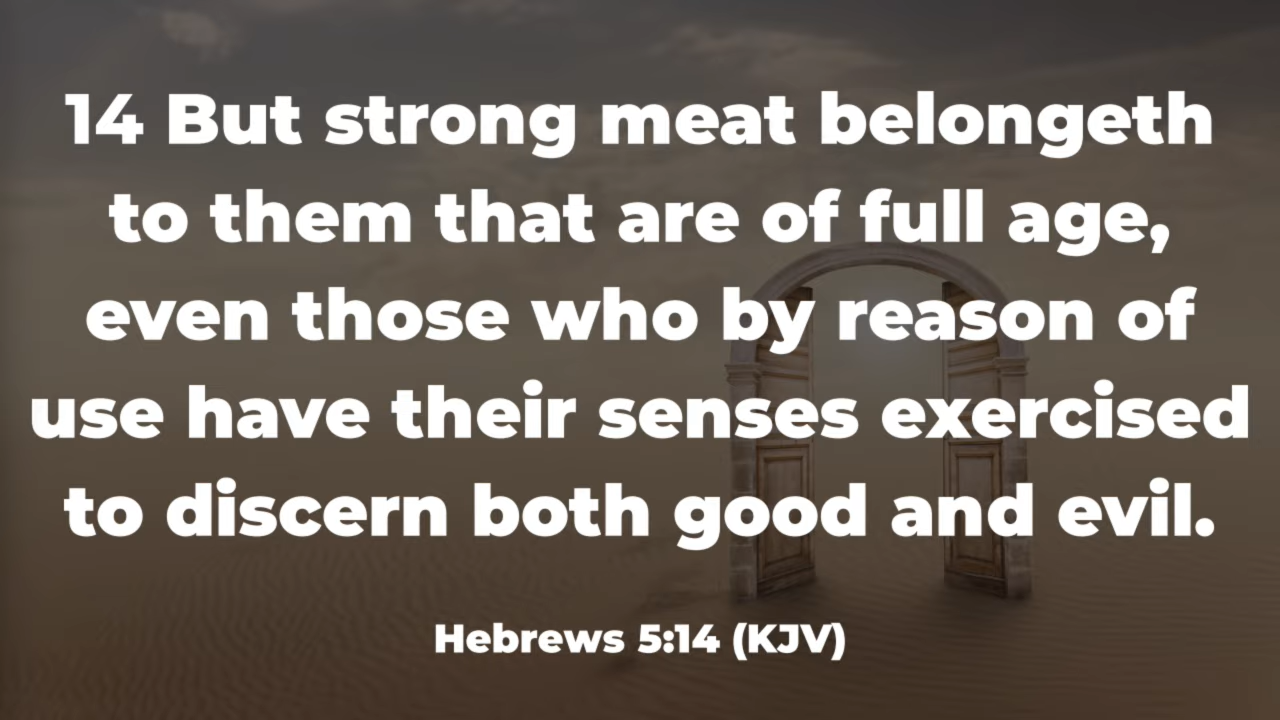 14 But strong meat belongeth
to them that are of full age,
even those who by reason of
use have their senses exercised
to discern both good and evil.
Hebrews 5:14 (KJV)